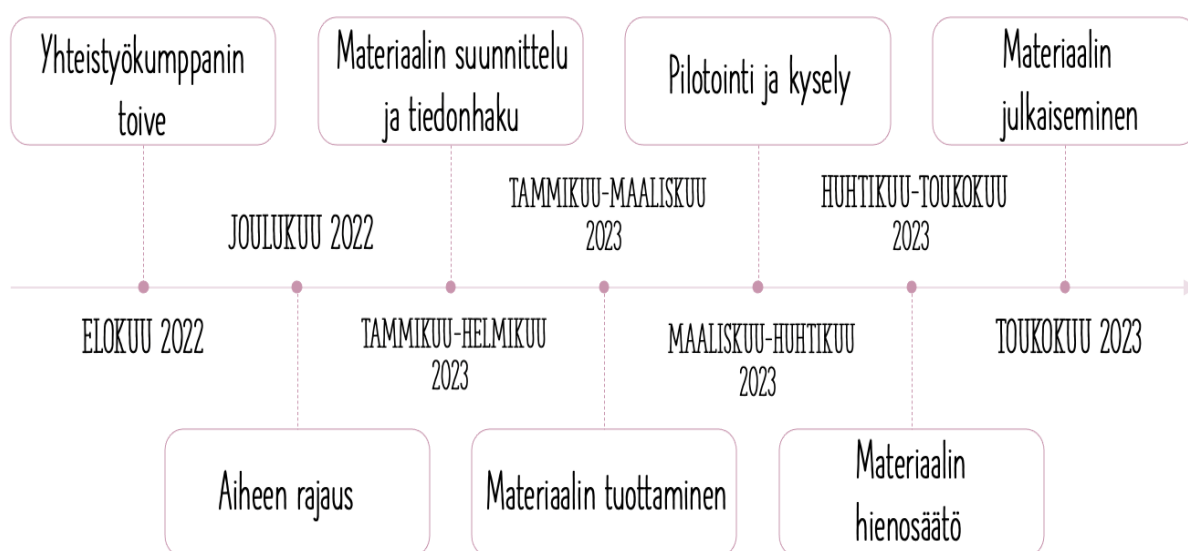 Yhteistyökumppanin
toive
Materiaalin suunnittelu
ja tiedonhaku
Pilotointi ja kysely
Materiaalin
julkaiseminen
JOULUKUU 2022
TAMMIKUU-MAALISKUU
2023
HUHTIKUU-TOUKOKUU
2023
ELOKUU 2022
TAMMIKUU-HELMIKUU
2023
MAALISKUU-HUHTIKUU
2023
TOUKOKUU 2023
Aiheen rajaus
Materiaalin tuottaminen
Materiaalin
hienosäätö